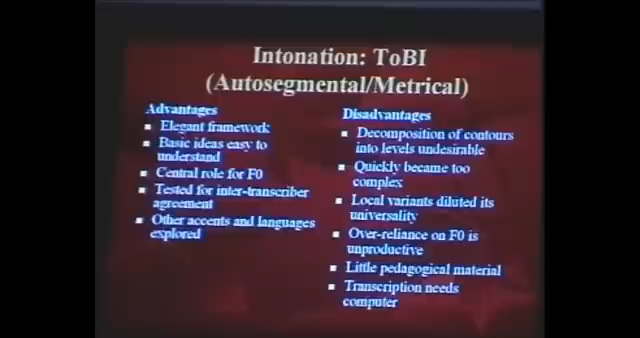 Intonation: ToBI
(Autosegmental/Metrical)
Advantages
Elegant framework
Basic ideas easy to
understand
Central role for F0
Tested for inter-transcriber
agreement
Other accents and languages
explored
Disadvantages
Decomposition of contours
into levels undesirable
Quickly became too
complex
Local variants diluted its
universality
Over-reliance on F0 is
unproductive
Little pedagogical material
Transcription needs
computer